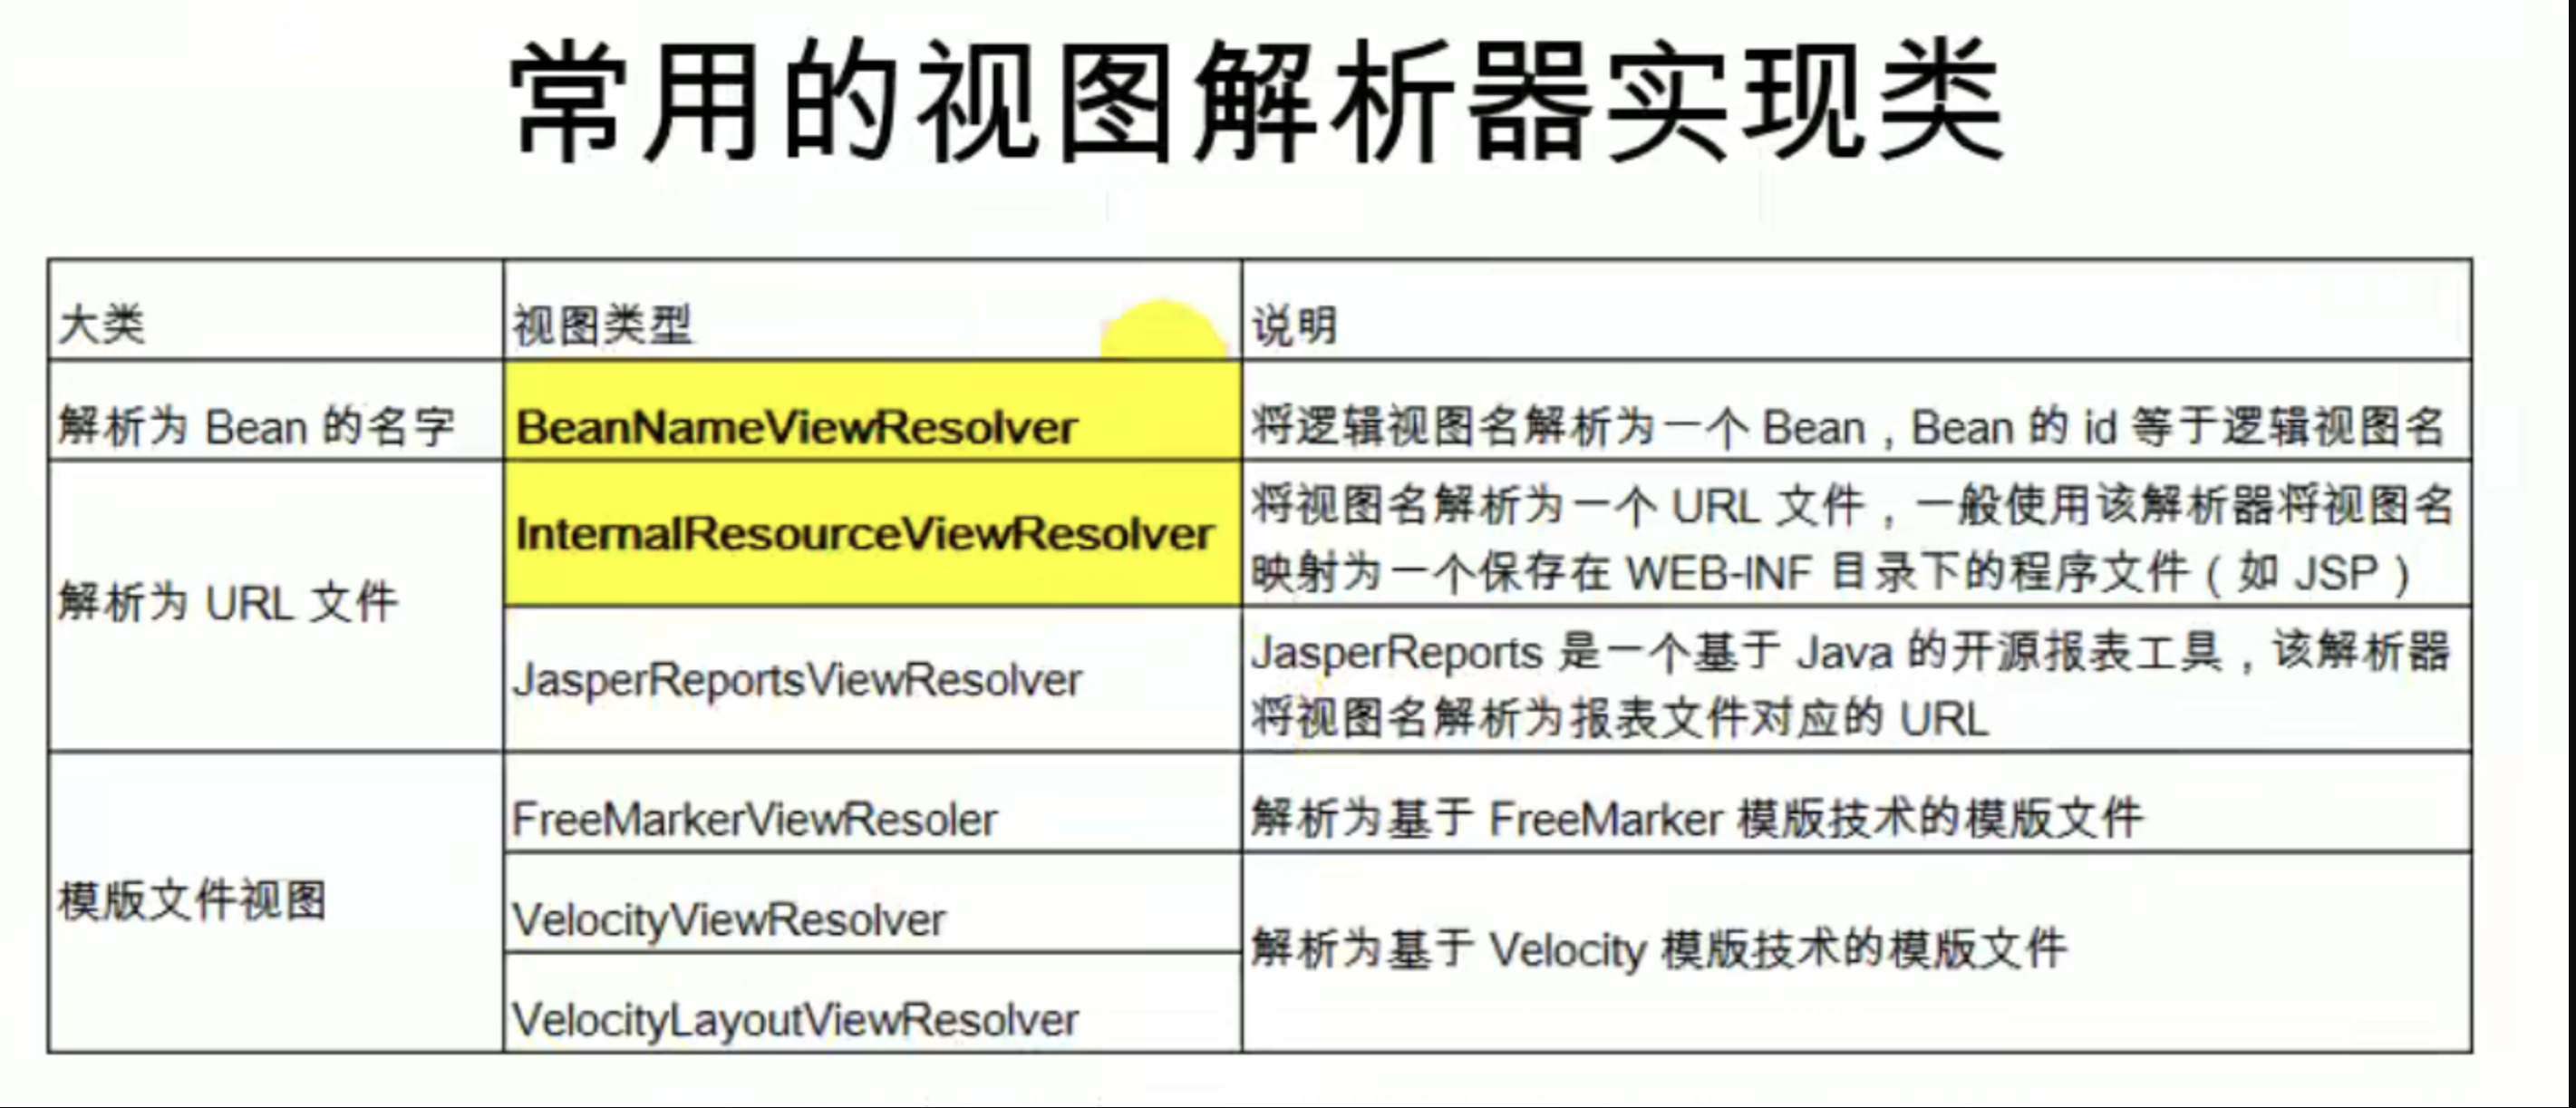 常用的视图解析器实现类
大类
视图类型
说明
解析为 Bean 的名字
BeanNameViewResolver
将逻辑视图名解析为一个 Bean，Bean 的 id 等于逻辑视图名
解析为 URL 文件
InternalResourceViewResolver
将视图名解析为一个 URL 文件，一般使用该解析器将视图名
映射为一个保存在 WEB-INF 目录下的程序文件（如 JSP）
JasperReportsViewResolver
JasperReports 是一个基于 Java 的开源报表工具，该解析器
将视图名解析为报表文件对应的 URL
模版文件视图
FreeMarkerViewResoler
解析为基于 FreeMarker 模版技术的模版文件
VelocityViewResolver
解析为基于 Velocity 模版技术的模版文件
VelocityLayoutViewResolver